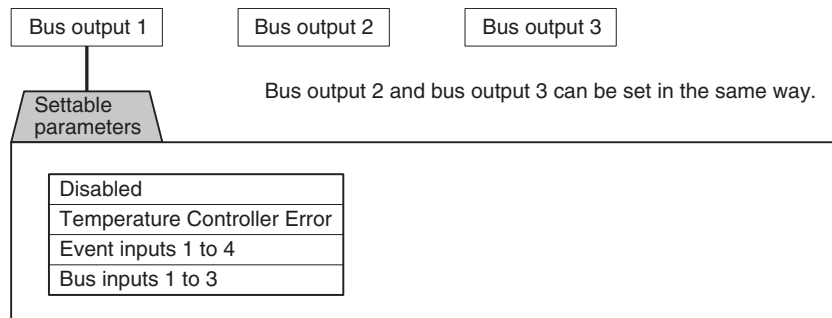 Bus output 1
Bus output 2
Bus output 3
Bus output 2 and bus output 3 can be set in the same way.
Settable
parameters
Disabled
Temperature Controller Error
Event inputs 1 to 4
Bus inputs 1 to 3